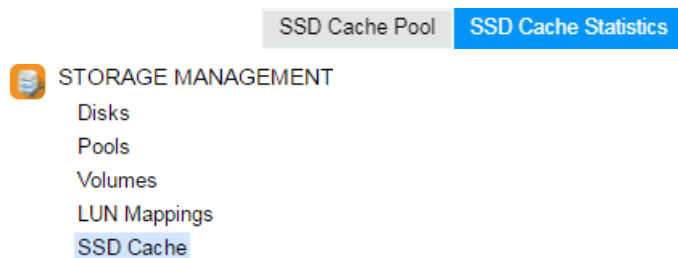 SSD Cache Pool SSD Cache Statistics
STORAGE MANAGEMENT
Disks
Pools
Volumes
LUN Mappings
SSD Cache